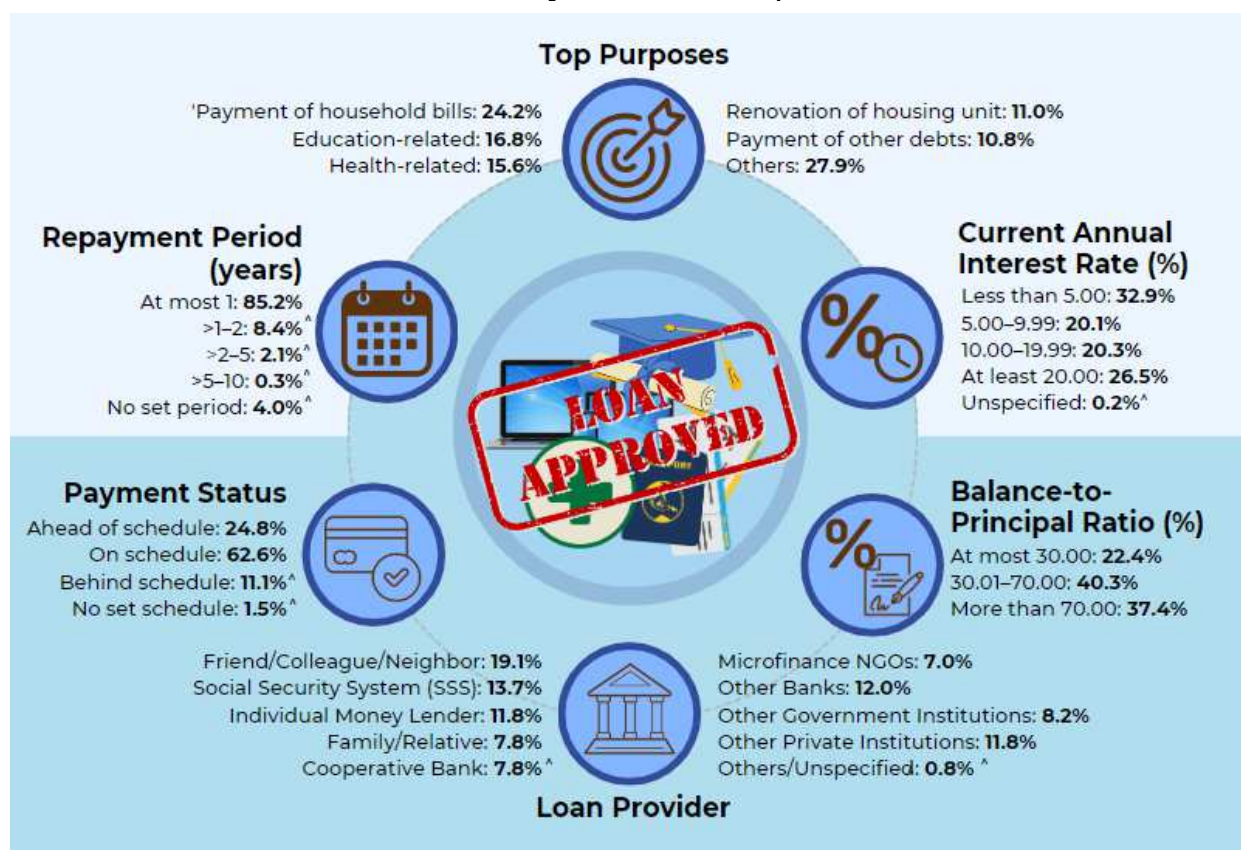 Top Purposes
'Payment of household bills: 24.2%
Education-related: 16.8%
Health-related: 15.6%
Renovation of housing unit: 11.0%
Payment of other debts: 10.8%
Others: 27.9%
Repayment Period
(years)
At most 1: 85.2%
>1–2: 8.4%^
>2–5: 2.1%^
>5–10: 0.3%^
No set period: 4.0%^
Current Annual
Interest Rate (%)
Less than 5.00: 32.9%
5.00–9.99: 20.1%
10.00–19.99: 20.3%
At least 20.00: 26.5%
Unspecified: 0.2%^
%
LOAN
APPROVED
Payment Status
Ahead of schedule: 24.8%
On schedule: 62.6%
Behind schedule: 11.1%^
No set schedule: 1.5%^
%
Balance-to-
Principal Ratio (%)
At most 30.00: 22.4%
30.01–70.00: 40.3%
More than 70.00: 37.4%
Friend/Colleague/Neighbor: 19.1%
Social Security System (SSS): 13.7%
Individual Money Lender: 11.8%
Family/Relative: 7.8%
Cooperative Bank: 7.8%^
Microfinance NGOs: 7.0%
Other Banks: 12.0%
Other Government Institutions: 8.2%
Other Private Institutions: 11.8%
Others/Unspecified: 0.8% ^
Loan Provider